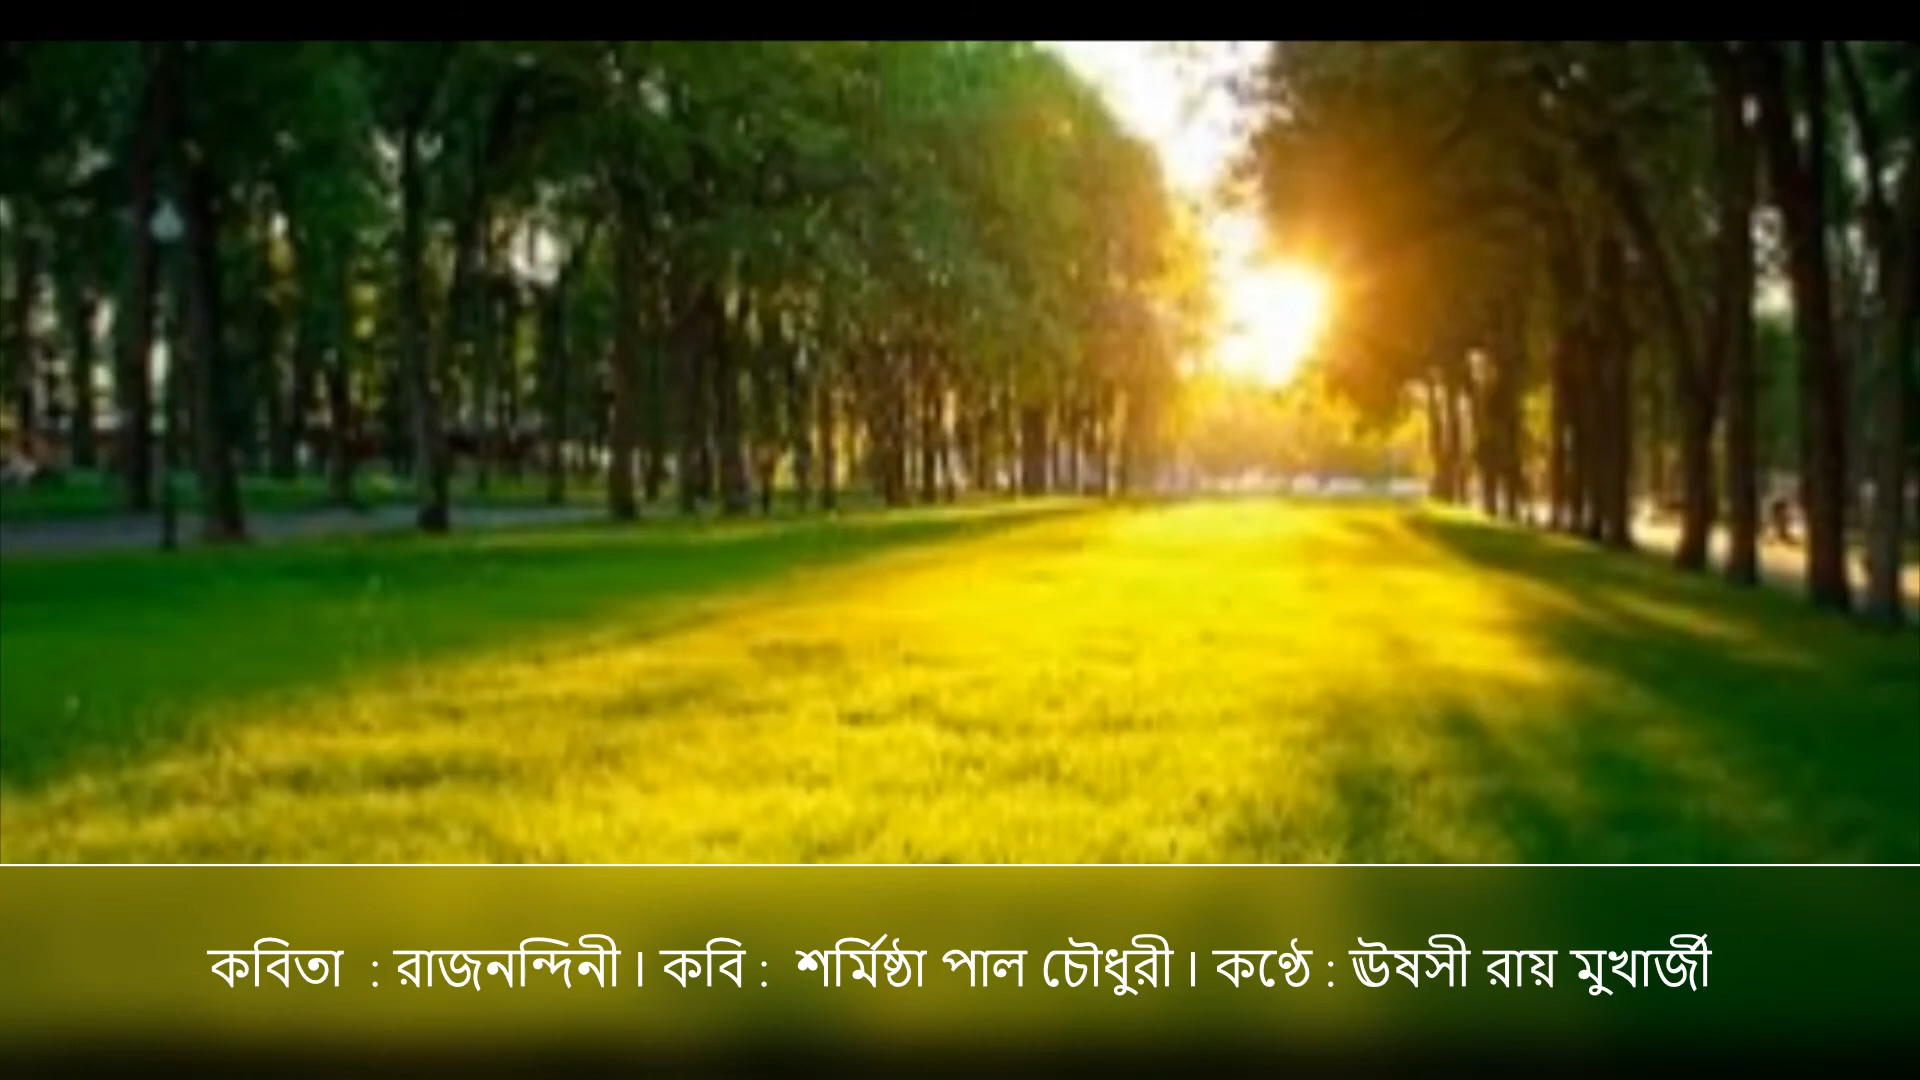 কবিতা : রাজনন্দিনী। কবি : শর্মিষ্ঠা পাল চৌধুরী। কণ্ঠে : ঊষসী রায় মুখার্জী